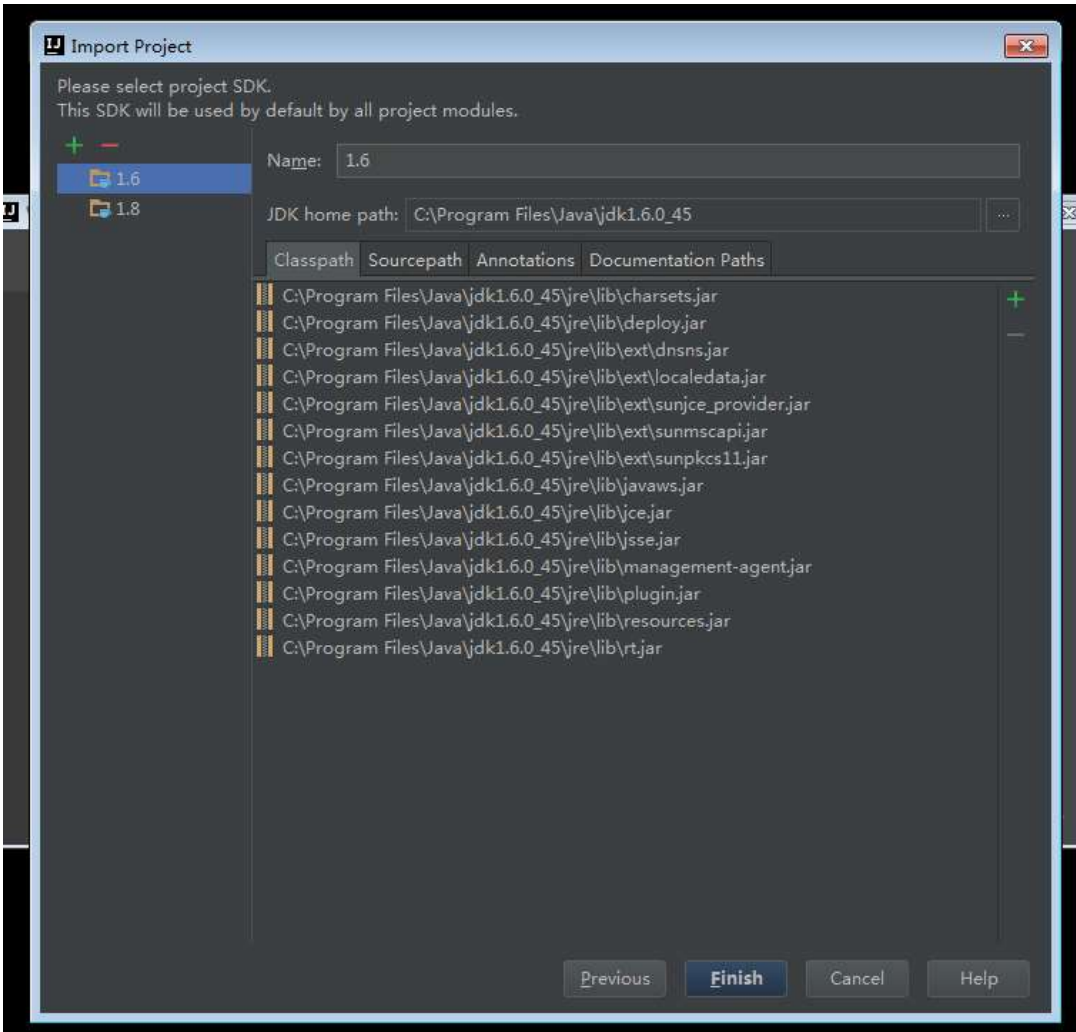 Import Project
Please select project SDK.
This SDK will be used by default by all project modules.
1.6
1.8
Name: 1.6
JDK home path: C:\Program Files\Java\jdk1.6.0_45 ...
Classpath Sourcepath Annotations Documentation Paths
C:\Program Files\Java\jdk1.6.0_45\jre\lib\charsets.jar
C:\Program Files\Java\jdk1.6.0_45\jre\lib\deploy.jar
C:\Program Files\Java\jdk1.6.0_45\jre\lib\ext\dnsns.jar
C:\Program Files\Java\jdk1.6.0_45\jre\lib\ext\localedata.jar
C:\Program Files\Java\jdk1.6.0_45\jre\lib\ext\sunjce_provider.jar
C:\Program Files\Java\jdk1.6.0_45\jre\lib\ext\sunmscapi.jar
C:\Program Files\Java\jdk1.6.0_45\jre\lib\ext\sunpkcs11.jar
C:\Program Files\Java\jdk1.6.0_45\jre\lib\javaws.jar
C:\Program Files\Java\jdk1.6.0_45\jre\lib\jce.jar
C:\Program Files\Java\jdk1.6.0_45\jre\lib\jsse.jar
C:\Program Files\Java\jdk1.6.0_45\jre\lib\management-agent.jar
C:\Program Files\Java\jdk1.6.0_45\jre\lib\plugin.jar
C:\Program Files\Java\jdk1.6.0_45\jre\lib\resources.jar
C:\Program Files\Java\jdk1.6.0_45\jre\lib\rt.jar
Previous Finish Cancel Help